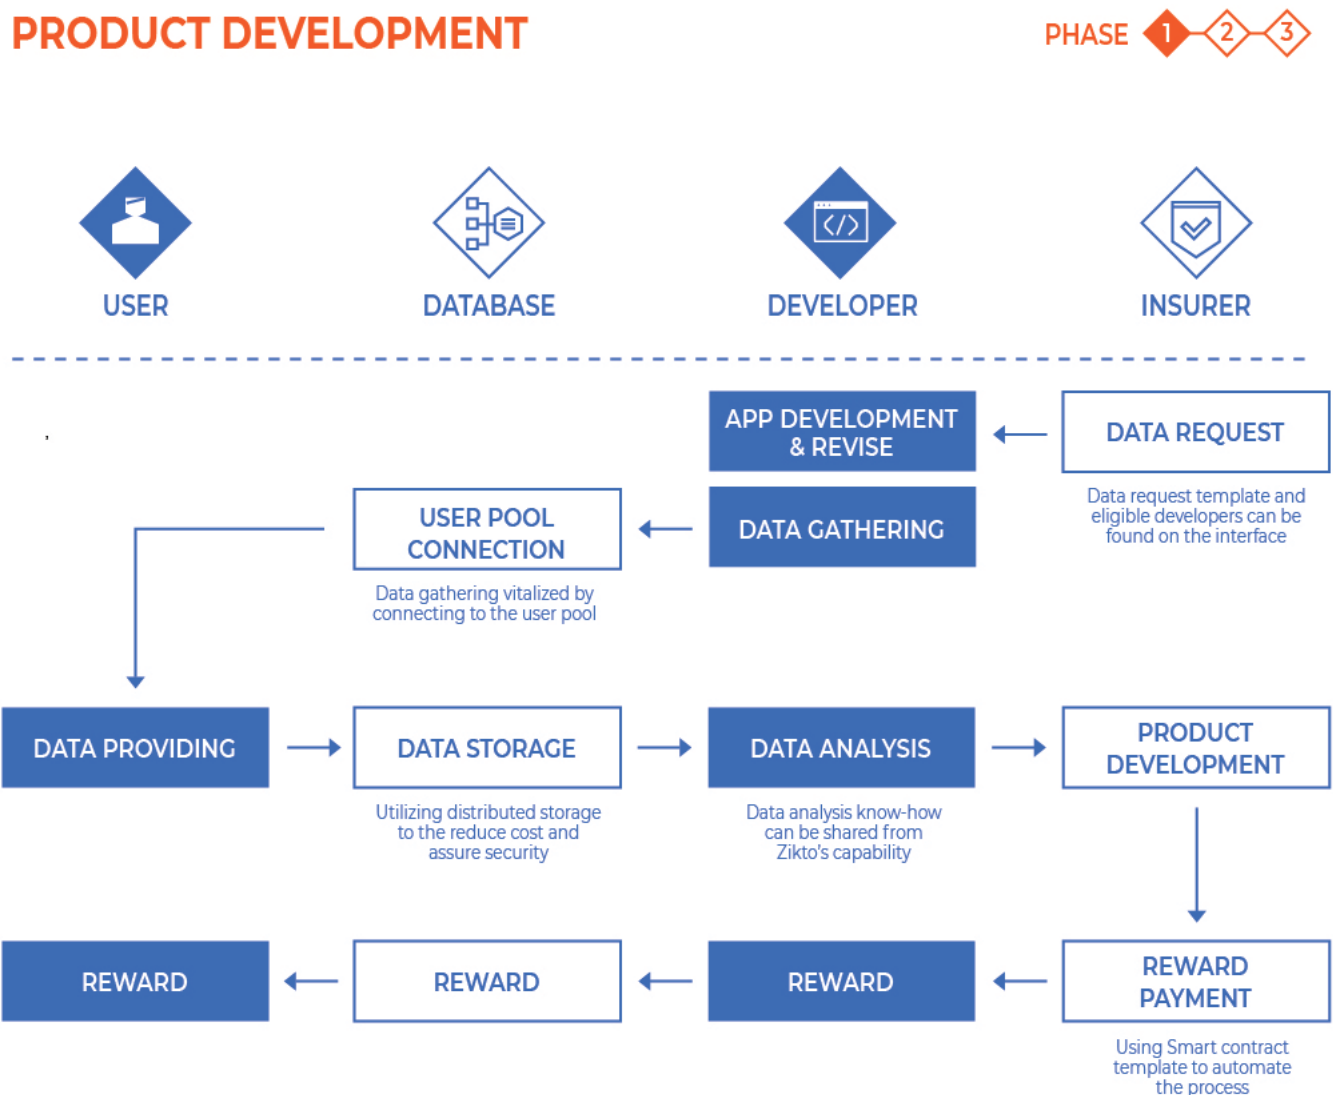 PRODUCT DEVELOPMENT
PHASE 1 2 3
USER
DATABASE
DEVELOPER
INSURER
APP DEVELOPMENT
& REVISE
DATA REQUEST
Data request template and
eligible developers can be
found on the interface
,
USER POOL
CONNECTION
Data gathering vitalized by
connecting to the user pool
DATA GATHERING
DATA PROVIDING
DATA STORAGE
Utilizing distributed storage
to the reduce cost and
assure security
DATA ANALYSIS
Data analysis know-how
can be shared from
Zikto's capability
PRODUCT
DEVELOPMENT
REWARD
REWARD
REWARD
REWARD
PAYMENT
Using Smart contract
template to automate
the process